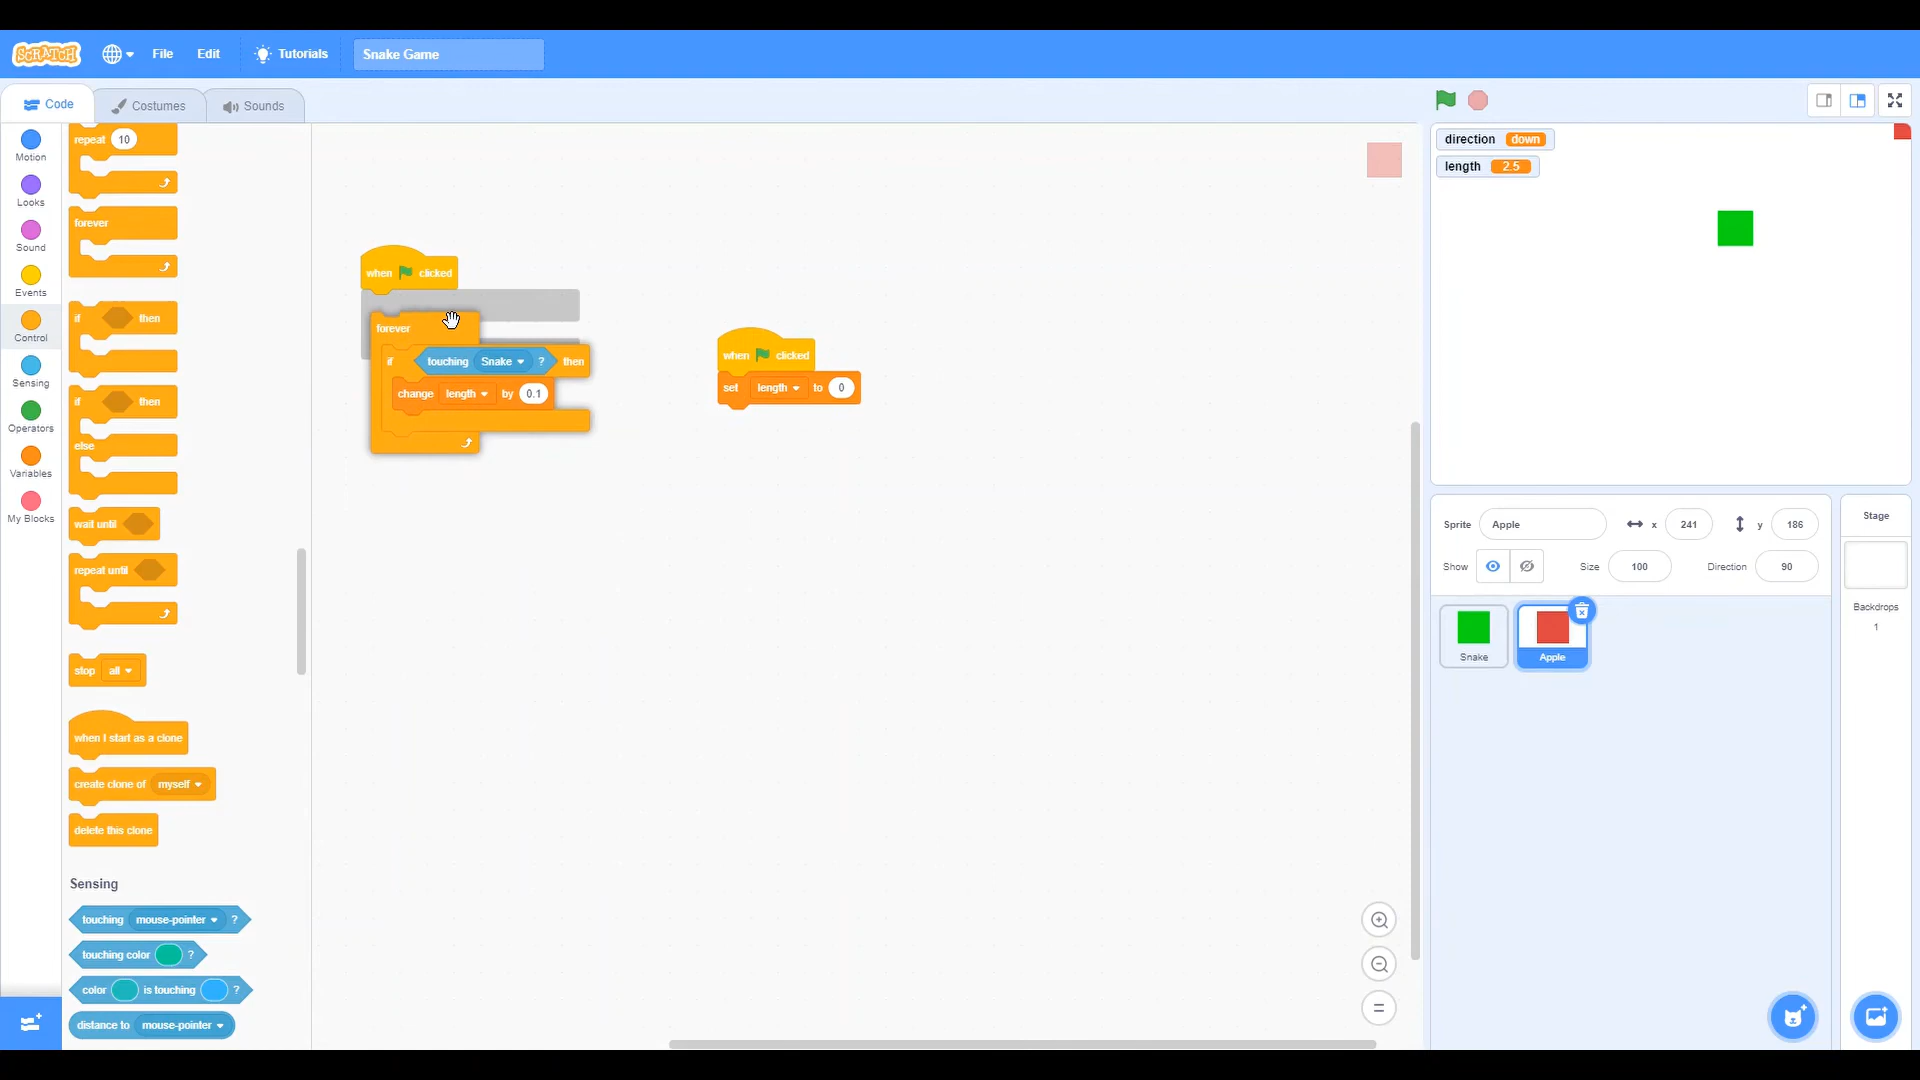 SCRATCH
File
Edit
Tutorials
Snake Game
Code
Costumes
Sounds
Motion
Looks
Sound
Events
Control
Sensing
Operators
Variables
My Blocks
repeat 10
forever
if then
if then
else
wait until
repeat until
stop all
when I start as a clone
create clone of myself
delete this clone
Sensing
touching mouse-pointer ?
touching color ?
color is touching ?
distance to mouse-pointer
when clicked
forever
if touching Snake ? then
change length by 0.1
when clicked
set length to 0
direction down
length 2.5
Sprite Apple x 241 y 186
Show Size 100 Direction 90
Snake
Apple
Stage
Backdrops
1